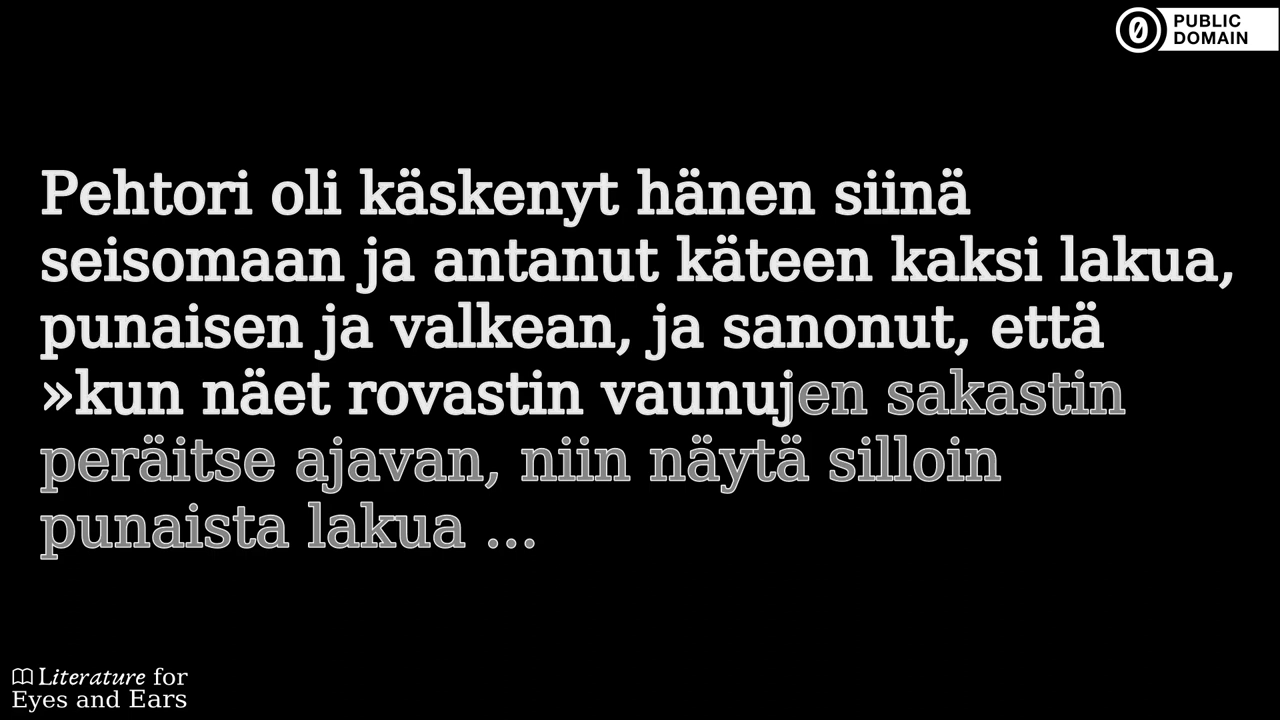 PUBLIC
DOMAIN
Pehtori oli käskenyt hänen siinä
seisomaan ja antanut käteen kaksi lakua,
punaisen ja valkean, ja sanonut, että
»kun näet rovastin vaunujen sakastin
peräitse ajavan, niin näytä silloin
punaista lakua ...
Literature for
Eyes and Ears